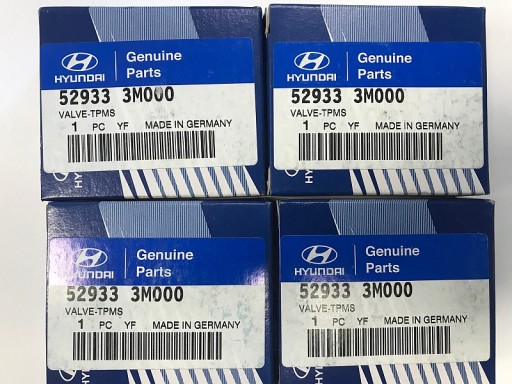 HYUNDAI
Genuine
Parts
52933 3M000
VALVE-TPMS
1 PC YF MADE IN GERMANY
HYUNDAI
Genuine
Parts
52933 3M000
VALVE-TPMS
1 PC YF MADE IN GERMANY
HYUNDAI
Genuine
Parts
52933 3M000
VALVE-TPMS
1 PC YF MADE IN GERMANY
HYUNDAI
Genuine
Parts
52933 3M000
VALVE-TPMS
1 PC YF MADE IN GERMANY